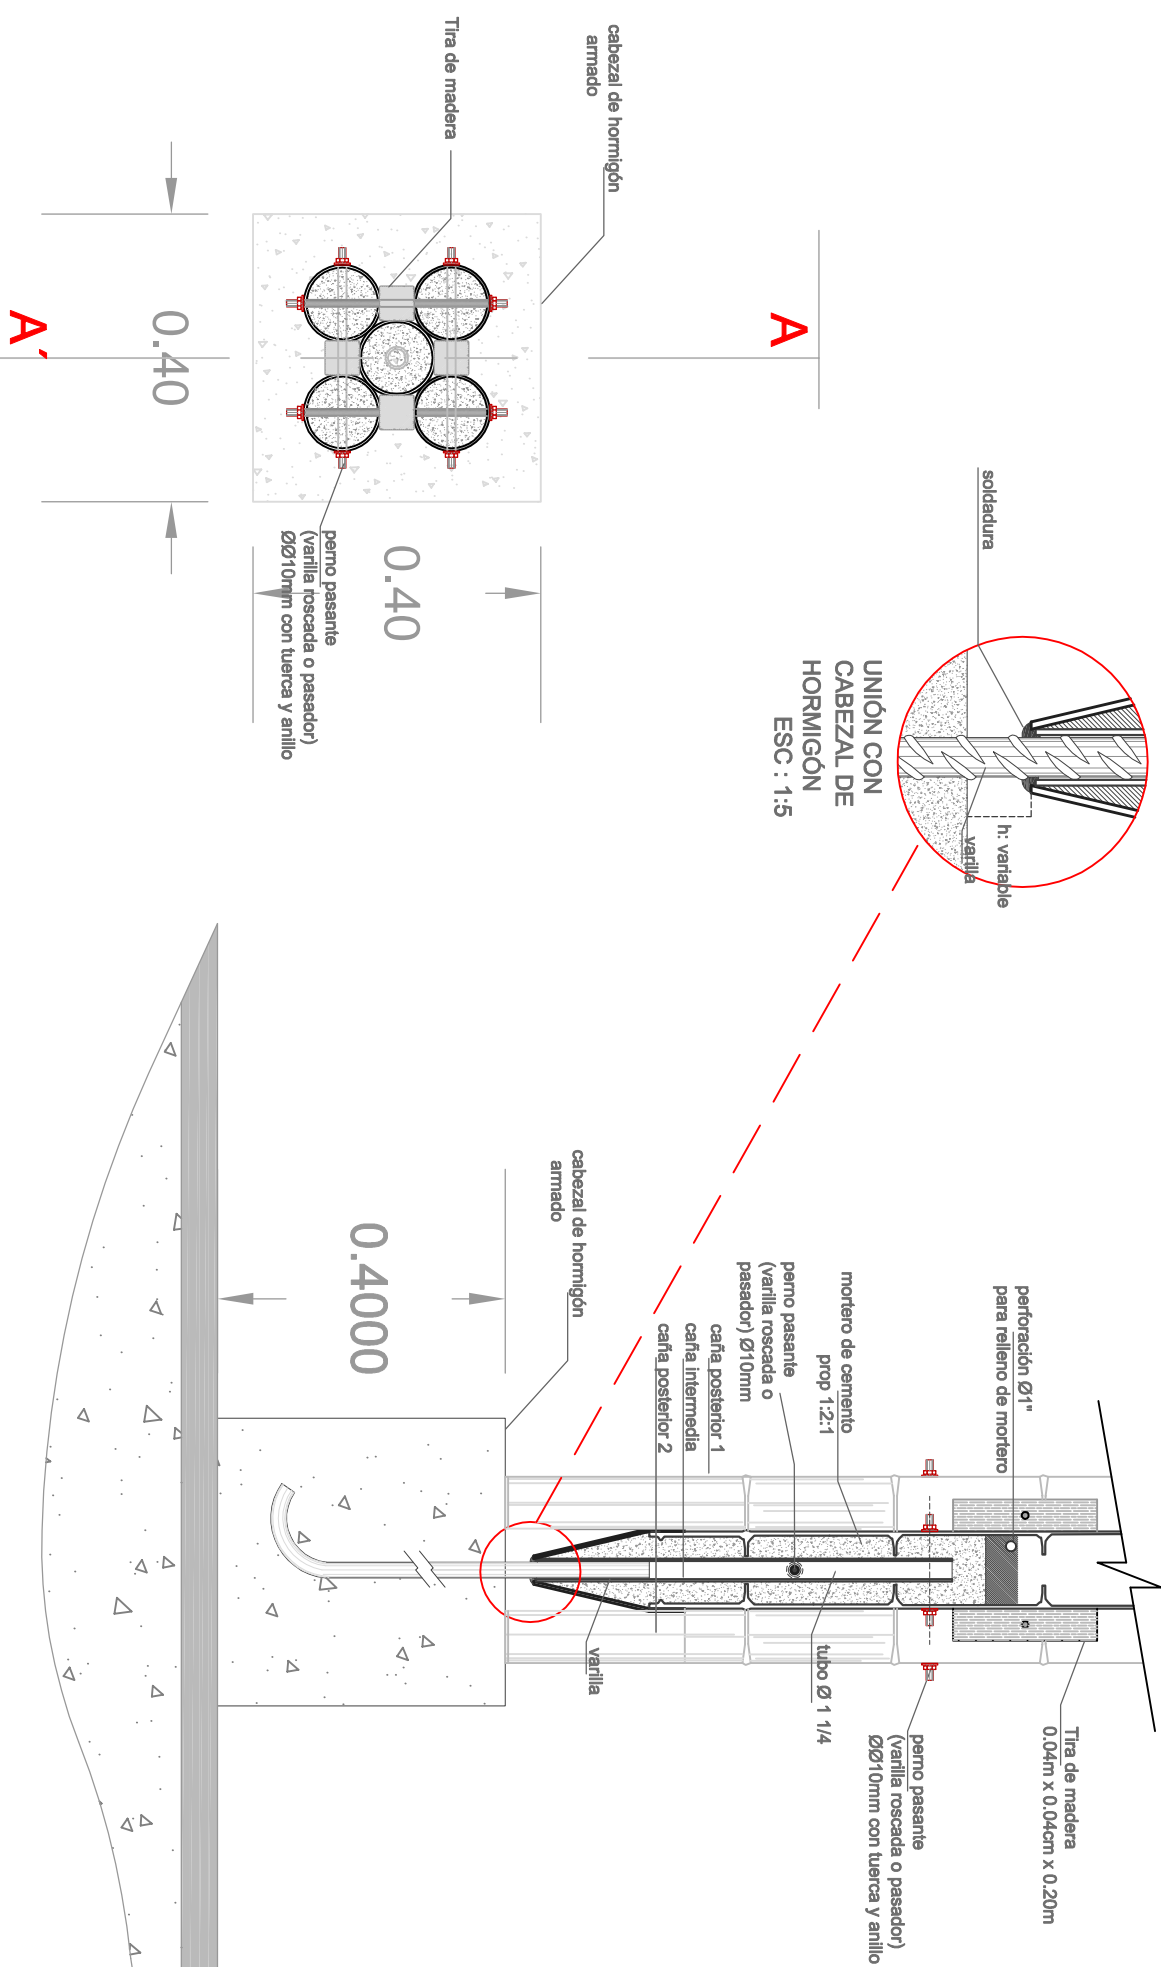 cabezal de hormigón
armado
Tira de madera
A
A´
0.40
0.40
perno pasante
(varilla roscada o pasador)
ØØ10mm con tuerca y anillo
soldadura
h: variable
varilla
UNIÓN CON
CABEZAL DE
HORMIGÓN
ESC : 1:5
perforación Ø1"
para relleno de mortero
mortero de cemento
prop 1:2:1
perno pasante
(varilla roscada o
pasador) Ø10mm
caña posterior 1
caña intermedia
caña posterior 2
cabezal de hormigón
armado
0.4000
Tira de madera
0.04m x 0.04cm x 0.20m
perno pasante
(varilla roscada o pasador)
ØØ10mm con tuerca y anillo
tubo Ø 1 1/4
varilla